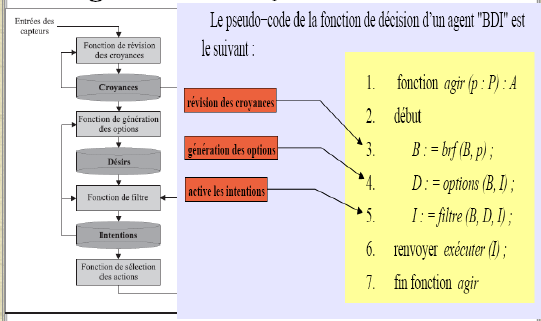 Entrées des
capteurs
Fonction de révision
des croyances
Croyances
Fonction de génération
des options
Désirs
Fonction de filtre
Intentions
Fonction de sélection
des actions
Le pseudo-code de la fonction de décision d'un agent "BDI" est
le suivant :
révision des croyances
génération des options
active les intentions
1. fonction agir (p : P) : A
2. début
3. B : = brf (B, p) ;
4. D : = options (B, I) ;
5. I : = filtre (B, D, I) ;
6. renvoyer exécuter (I) ;
7. fin fonction agir